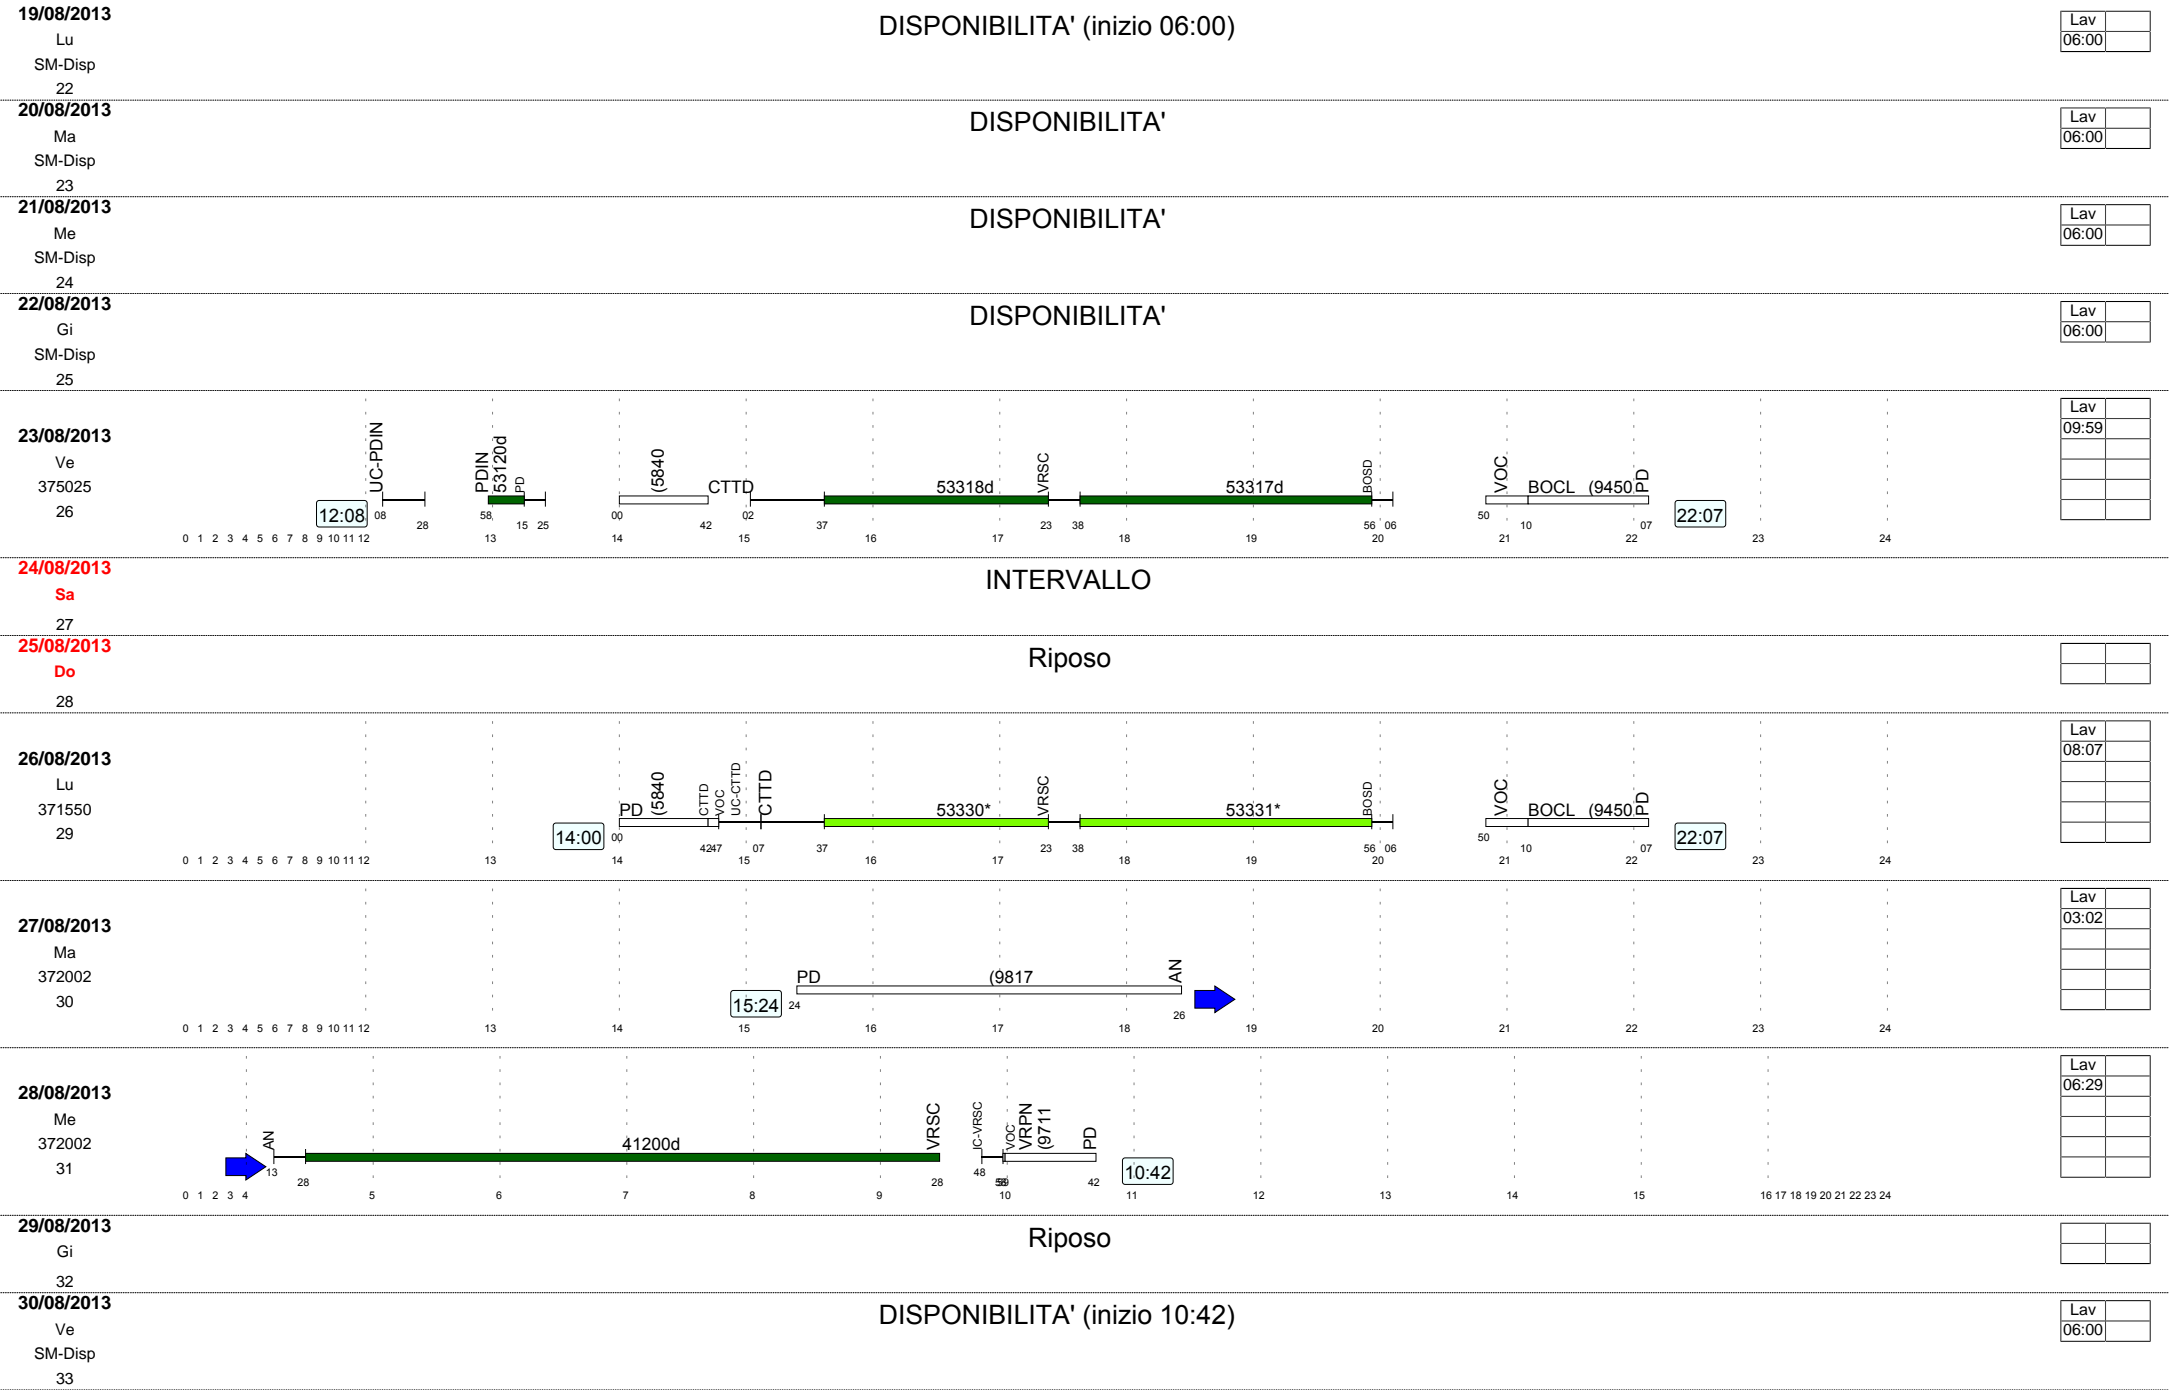 19/08/2013
Lu
SM-Disp
22
DISPONIBILITA' (inizio 06:00)
Lav
06:00
20/08/2013
Ma
SM-Disp
23
DISPONIBILITA'
Lav
06:00
21/08/2013
Me
SM-Disp
24
DISPONIBILITA'
Lav
06:00
22/08/2013
Gi
SM-Disp
25
DISPONIBILITA'
Lav
06:00
23/08/2013
Ve
375025
26
12:08
UC-PDIN
PDIN
53120d
PD
(5840
CTTD
53318d
VRSC
53317d
BOSD
VOC
BOCL
(9450
PD
22:07
08 28 58 15 25 00 42 02 37 23 38 56 06 50 10 07
0 1 2 3 4 5 6 7 8 9 10 11 12 13 14 15 16 17 18 19 20 21 22 23 24
Lav
09:59
24/08/2013
Sa
27
INTERVALLO
25/08/2013
Do
28
Riposo
26/08/2013
Lu
371550
29
14:00
PD
(5840
CTTD
VOC
UC-CTTD
CTTD
53330*
VRSC
53331*
BOSD
VOC
BOCL
(9450
PD
22:07
00 42 47 07 37 23 38 56 06 50 10 07
0 1 2 3 4 5 6 7 8 9 10 11 12 13 14 15 16 17 18 19 20 21 22 23 24
Lav
08:07
27/08/2013
Ma
372002
30
15:24
PD
(9817
AN
24 26
0 1 2 3 4 5 6 7 8 9 10 11 12 13 14 15 16 17 18 19 20 21 22 23 24
Lav
03:02
28/08/2013
Me
372002
31
AN
41200d
VRSC
VOC
VRPN
(9711
PD
10:42
13 28 28 48 42
0 1 2 3 4 5 6 7 8 9 10 11 12 13 14 15 16 17 18 19 20 21 22 23 24
Lav
06:29
29/08/2013
Gi
32
Riposo
30/08/2013
Ve
SM-Disp
33
DISPONIBILITA' (inizio 10:42)
Lav
06:00